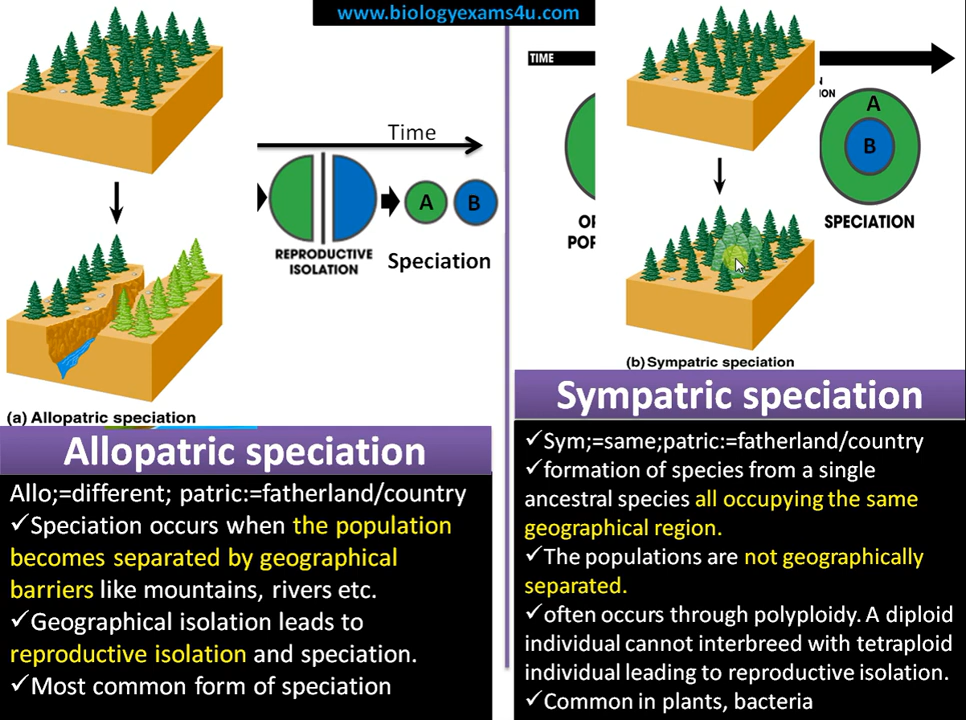 www.biologyexams4u.com
Time
A
B
REPRODUCTIVE
ISOLATION
Speciation
(a) Allopatric speciation
Allopatric speciation
Allo;=different; patric:=fatherland/country
✓Speciation occurs when the population
becomes separated by geographical
barriers like mountains, rivers etc.
✓Geographical isolation leads to
reproductive isolation and speciation.
✓Most common form of speciation
TIME
N
ION
A
B
OR
POP
SPECIATION
(b) Sympatric speciation
Sympatric speciation
✓Sym;=same;patric:=fatherland/country
✓formation of species from a single
ancestral species all occupying the same
geographical region.
✓The populations are not geographically
separated.
✓often occurs through polyploidy. A diploid
individual cannot interbreed with tetraploid
individual leading to reproductive isolation.
✓Common in plants, bacteria